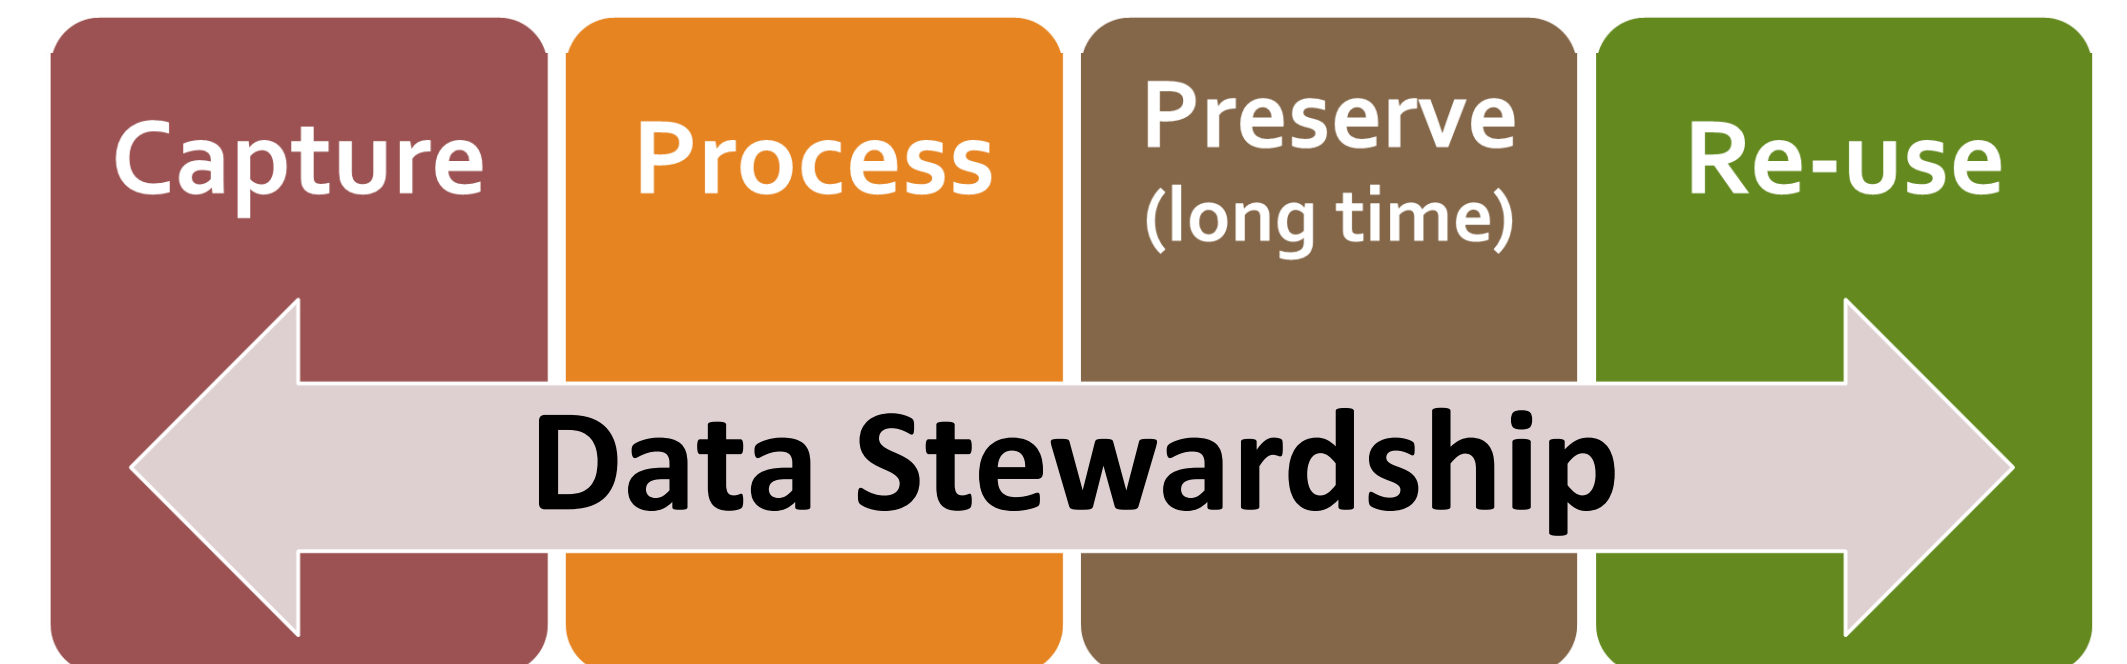 Capture
Process
Preserve
(long time)
Re-use
Data Stewardship